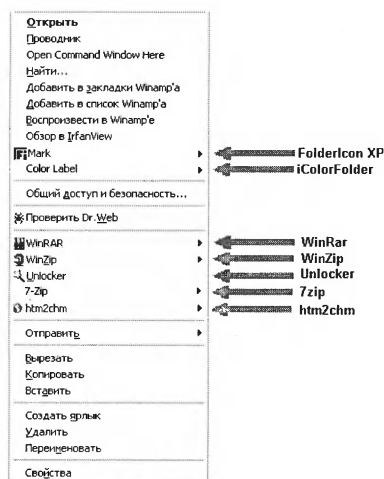 Открыть
Проводник
Open Command Window Here
Найти...
Добавить в закладки Winamp'а
Добавить в список Winamp'а
Воспроизвести в Winamp'е
Обзор в IrfanView
Mark FolderIcon XP
Color Label iColorFolder
Общий доступ и безопасность...
Проверить Dr.Web
WinRAR WinRar
WinZip WinZip
Unlocker Unlocker
7-Zip 7zip
htm2chm htm2chm
Отправить
Вырезать
Копировать
Вставить
Создать ярлык
Удалить
Переименовать
Свойства